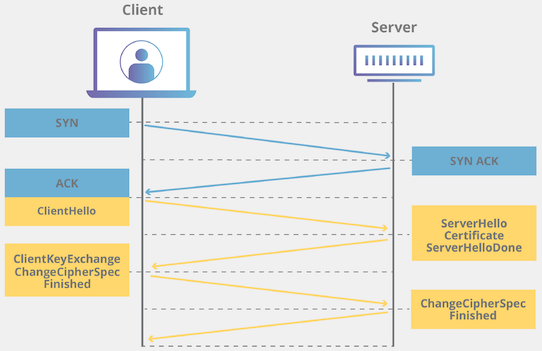 Client
Server
SYN
SYN ACK
ACK
ClientHello
ServerHello
Certificate
ServerHelloDone
ClientKeyExchange
ChangeCipherSpec
Finished
ChangeCipherSpec
Finished